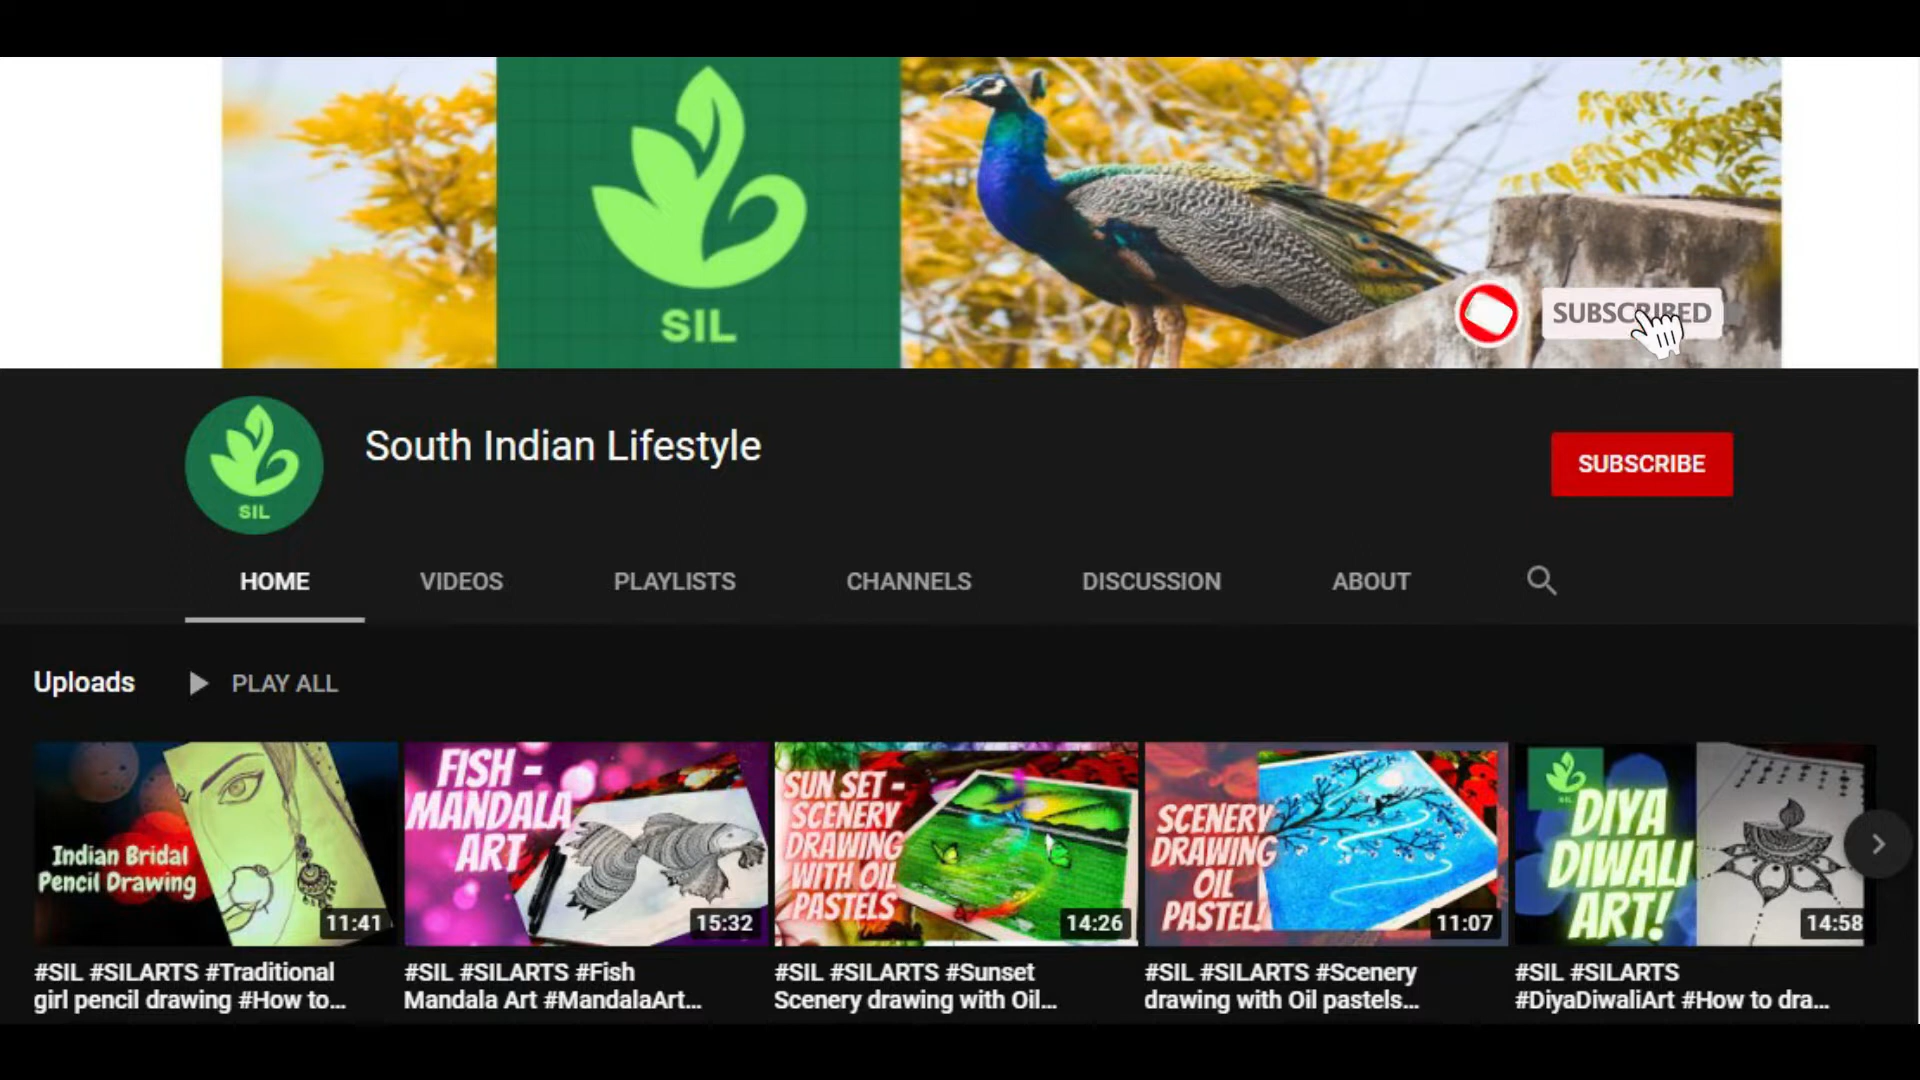 SIL
SUBSCRIBED
SIL
South Indian Lifestyle
SUBSCRIBE
HOME
VIDEOS
PLAYLISTS
CHANNELS
DISCUSSION
ABOUT
Uploads
PLAY ALL
Indian Bridal
Pencil Drawing
11:41
FISH -
MANDALA
ART
15:32
SUN SET -
SCENERY
DRAWING
WITH OIL
PASTELS
14:26
SCENERY
DRAWING
OIL
PASTEL!
11:07
SIL
DIYA
DIWALI
ART!
14:58
#SIL #SILARTS #Traditional
girl pencil drawing #How to...
#SIL #SILARTS #Fish
Mandala Art #MandalaArt...
#SIL #SILARTS #Sunset
Scenery drawing with Oil...
#SIL #SILARTS #Scenery
drawing with Oil pastels...
#SIL #SILARTS
#DiyaDiwaliArt #How to dra...